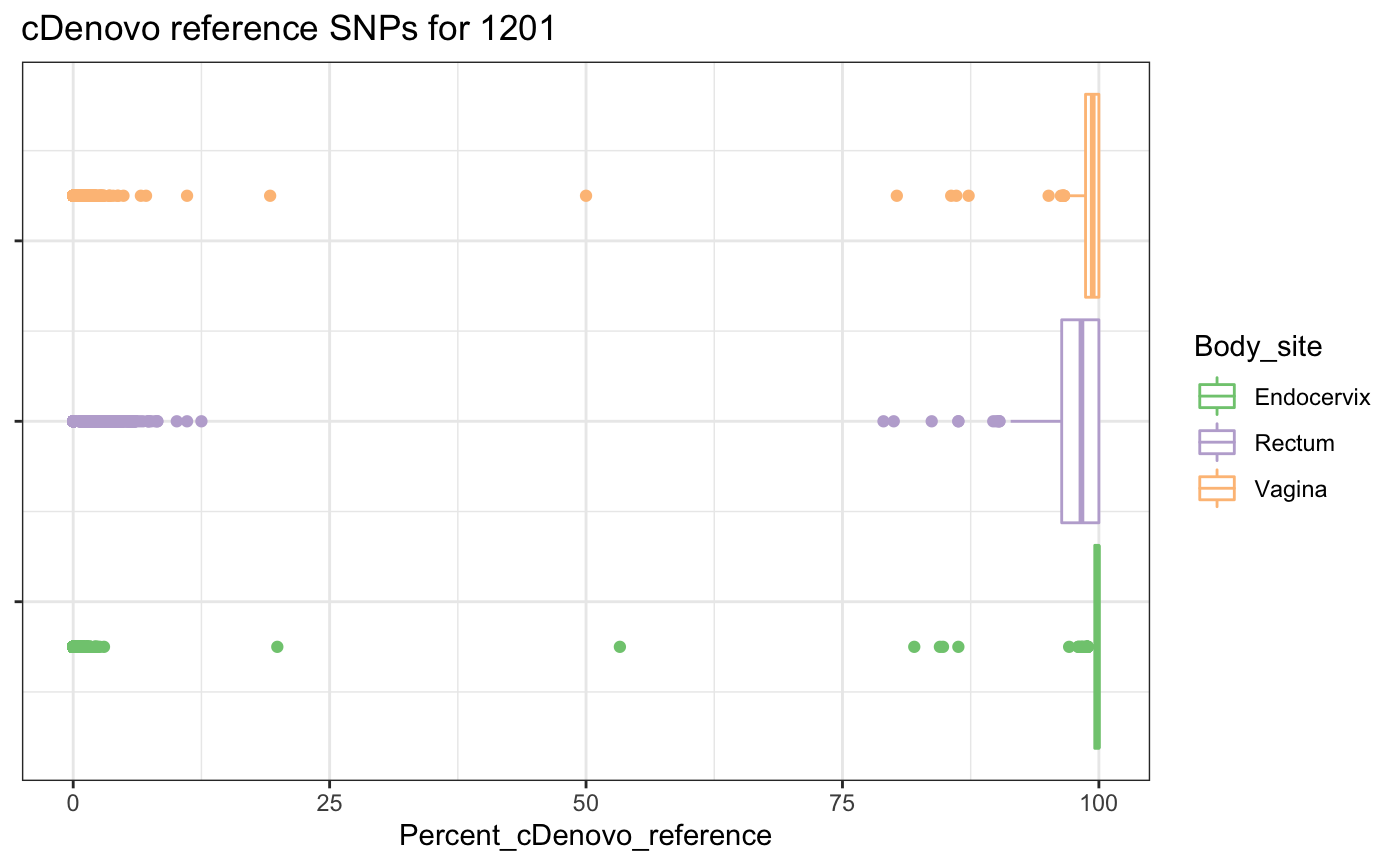 cDenovo reference SNPs for 1201
Body_site
Endocervix
Rectum
Vagina
0 25 50 75 100
Percent_cDenovo_reference